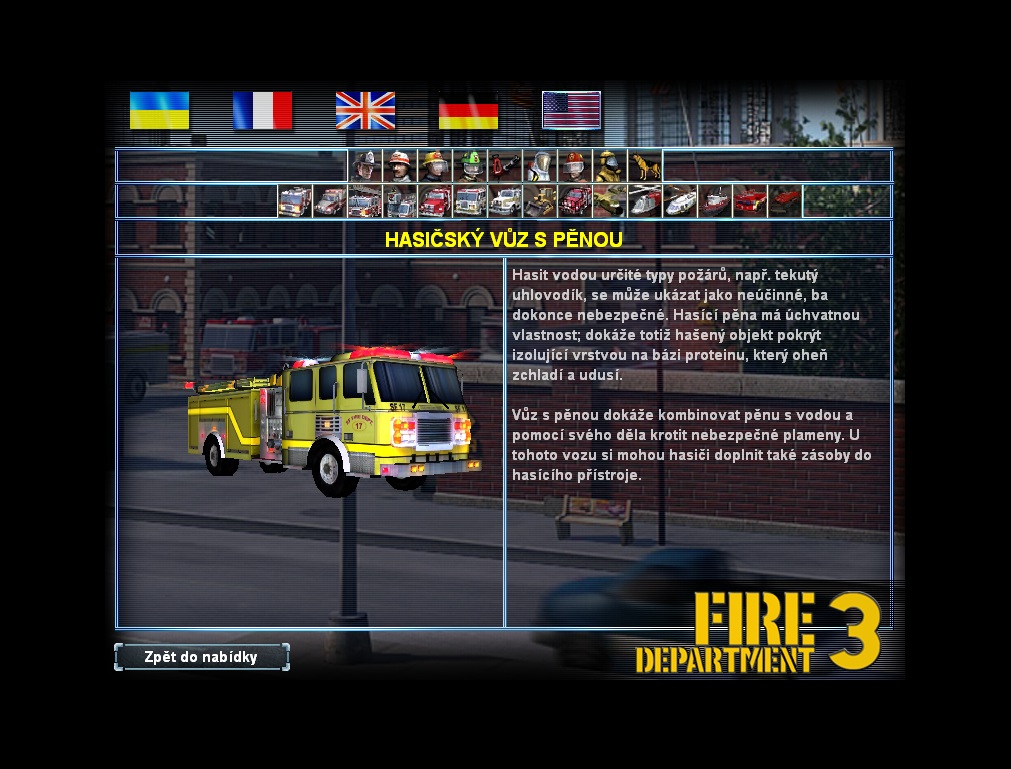 HASIČSKÝ VŮZ S PĚNOU
Hasit vodou určité typy požárů, např. tekutý
uhlovodík, se může ukázat jako neúčinné, ba
dokonce nebezpečné. Hasící pěna má úchvatnou
vlastnost; dokáže totiž hašený objekt pokrýt
izolující vrstvou na bázi proteinu, který oheň
zchladí a udusí.
Vůz s pěnou dokáže kombinovat pěnu s vodou a
pomocí svého děla krotit nebezpečné plameny. U
tohoto vozu si mohou hasiči doplnit také zásoby do
hasícího přístroje.
17
FIRE 3
DEPARTMENT
Zpět do nabídky